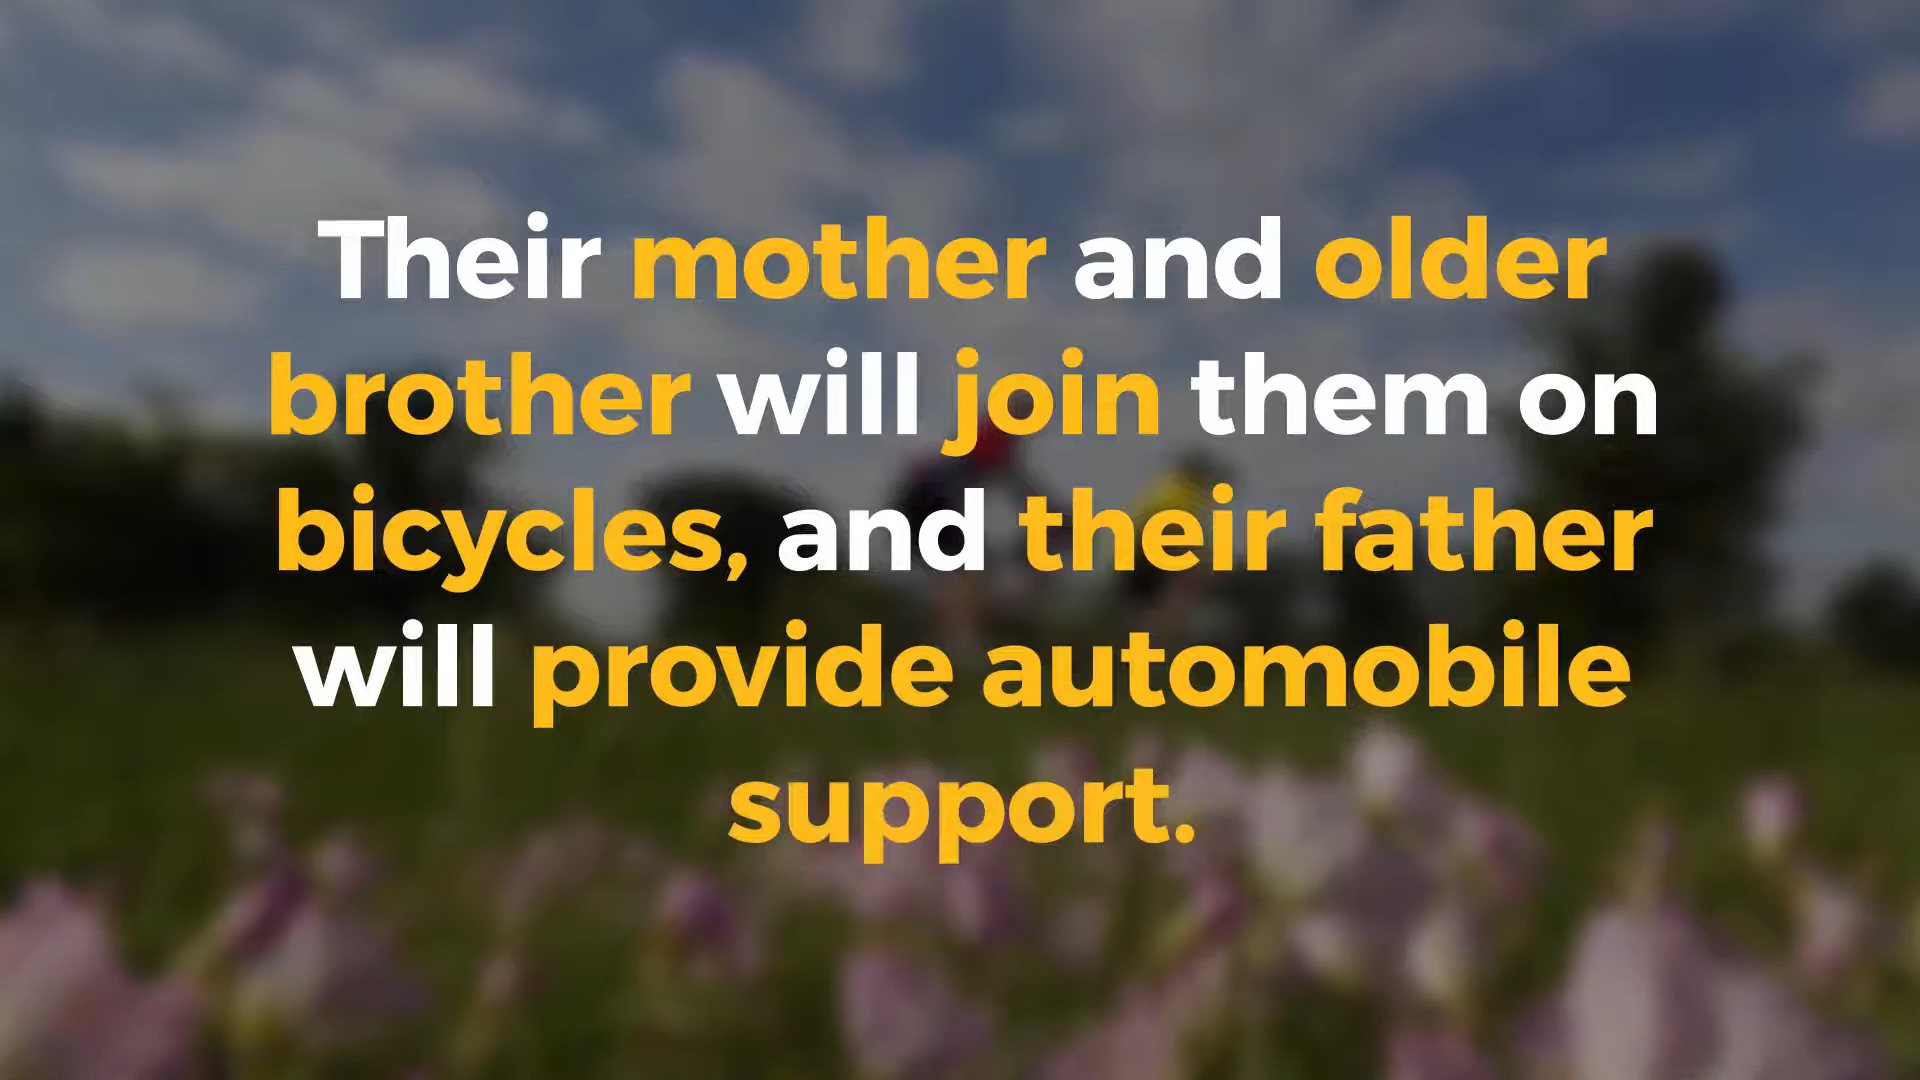 Their mother and older
brother will join them on
bicycles, and their father
will provide automobile
support.